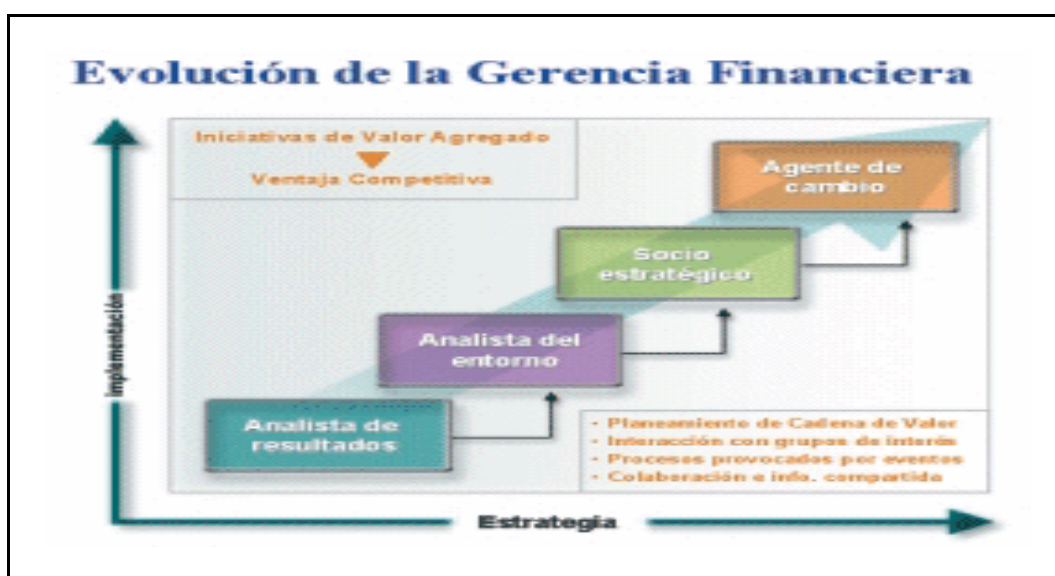 Evolución de la Gerencia Financiera
Iniciativas de Valor Agregado
Ventaja Competitiva
Agente de
cambio
Socio
estratégico
Analista del
entorno
Analista de
resultados
• Planeamiento de Cadena de Valor
• Interacción con grupos de interés
• Procesos provocados por eventos
• Colaboración e info. compartida
Implementación
Estrategia